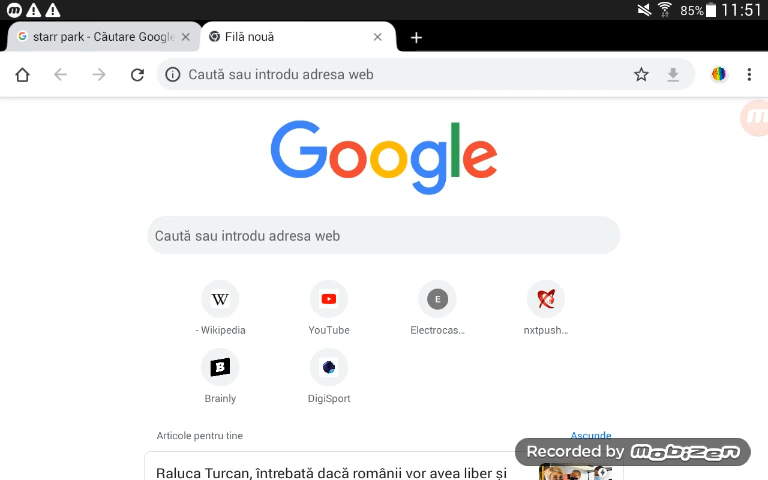 85% 11:51
starr park - Căutare Google
Filă nouă
Caută sau introdu adresa web
Google
Caută sau introdu adresa web
W
E
- Wikipedia
YouTube
Electrocas...
nxtpush...
B
Brainly
DigiSport
Articole pentru tine
Ascunde
Recorded by MOBIZEN
Raluca Turcan, întrebată dacă românii vor avea liber și